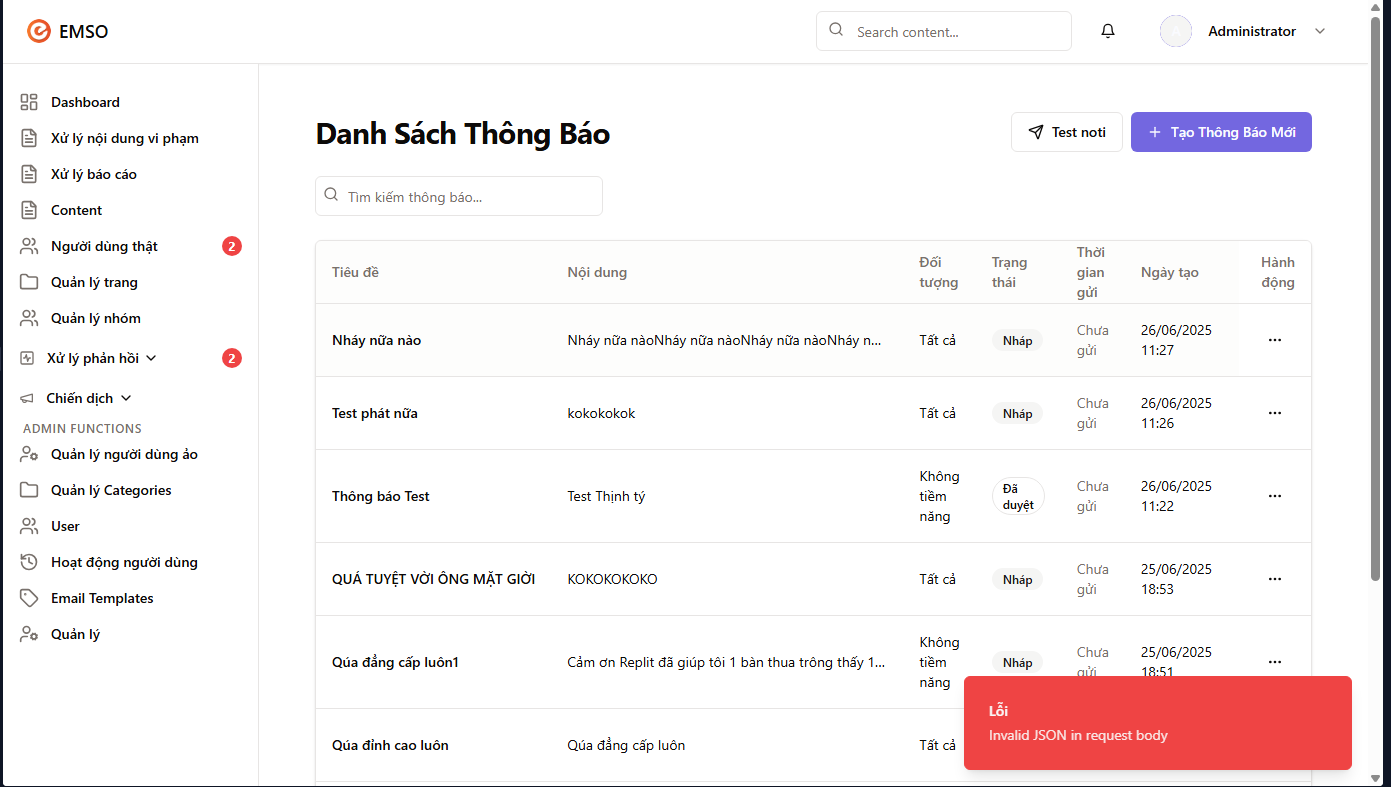 EMSO
Search content...
Administrator
Dashboard
Xử lý nội dung vi phạm
Xử lý báo cáo
Content
Người dùng thật
2
Quản lý trang
Quản lý nhóm
Xử lý phản hồi
2
Chiến dịch
ADMIN FUNCTIONS
Quản lý người dùng ảo
Quản lý Categories
User
Hoạt động người dùng
Email Templates
Quản lý
Danh Sách Thông Báo
Test noti
Tạo Thông Báo Mới
Tìm kiếm thông báo...
Tiêu đề
Nội dung
Đối
tượng
Trạng
thái
Thời
gian
gửi
Ngày tạo
Hành
động
Nháy nữa nào
Nháy nữa nàoNháy nữa nàoNháy nữa nàoNháy n...
Tất cả
Nháp
Chưa
gửi
26/06/2025
11:27
Test phát nữa
kokokokok
Tất cả
Nháp
Chưa
gửi
26/06/2025
11:26
Thông báo Test
Test Thịnh tý
Không
tiềm
năng
Đã
duyệt
Chưa
gửi
26/06/2025
11:22
QUÁ TUYỆT VỜI ÔNG MẶT GIỜI
KOKOKOKOKO
Tất cả
Nháp
Chưa
gửi
25/06/2025
18:53
Qúa đẳng cấp luôn1
Cảm ơn Replit đã giúp tôi 1 bàn thua trông thấy 1...
Không
tiềm
năng
Nháp
Chưa
gửi
25/06/2025
18:51
Qúa đỉnh cao luôn
Qúa đẳng cấp luôn
Tất cả
Lỗi
Invalid JSON in request body